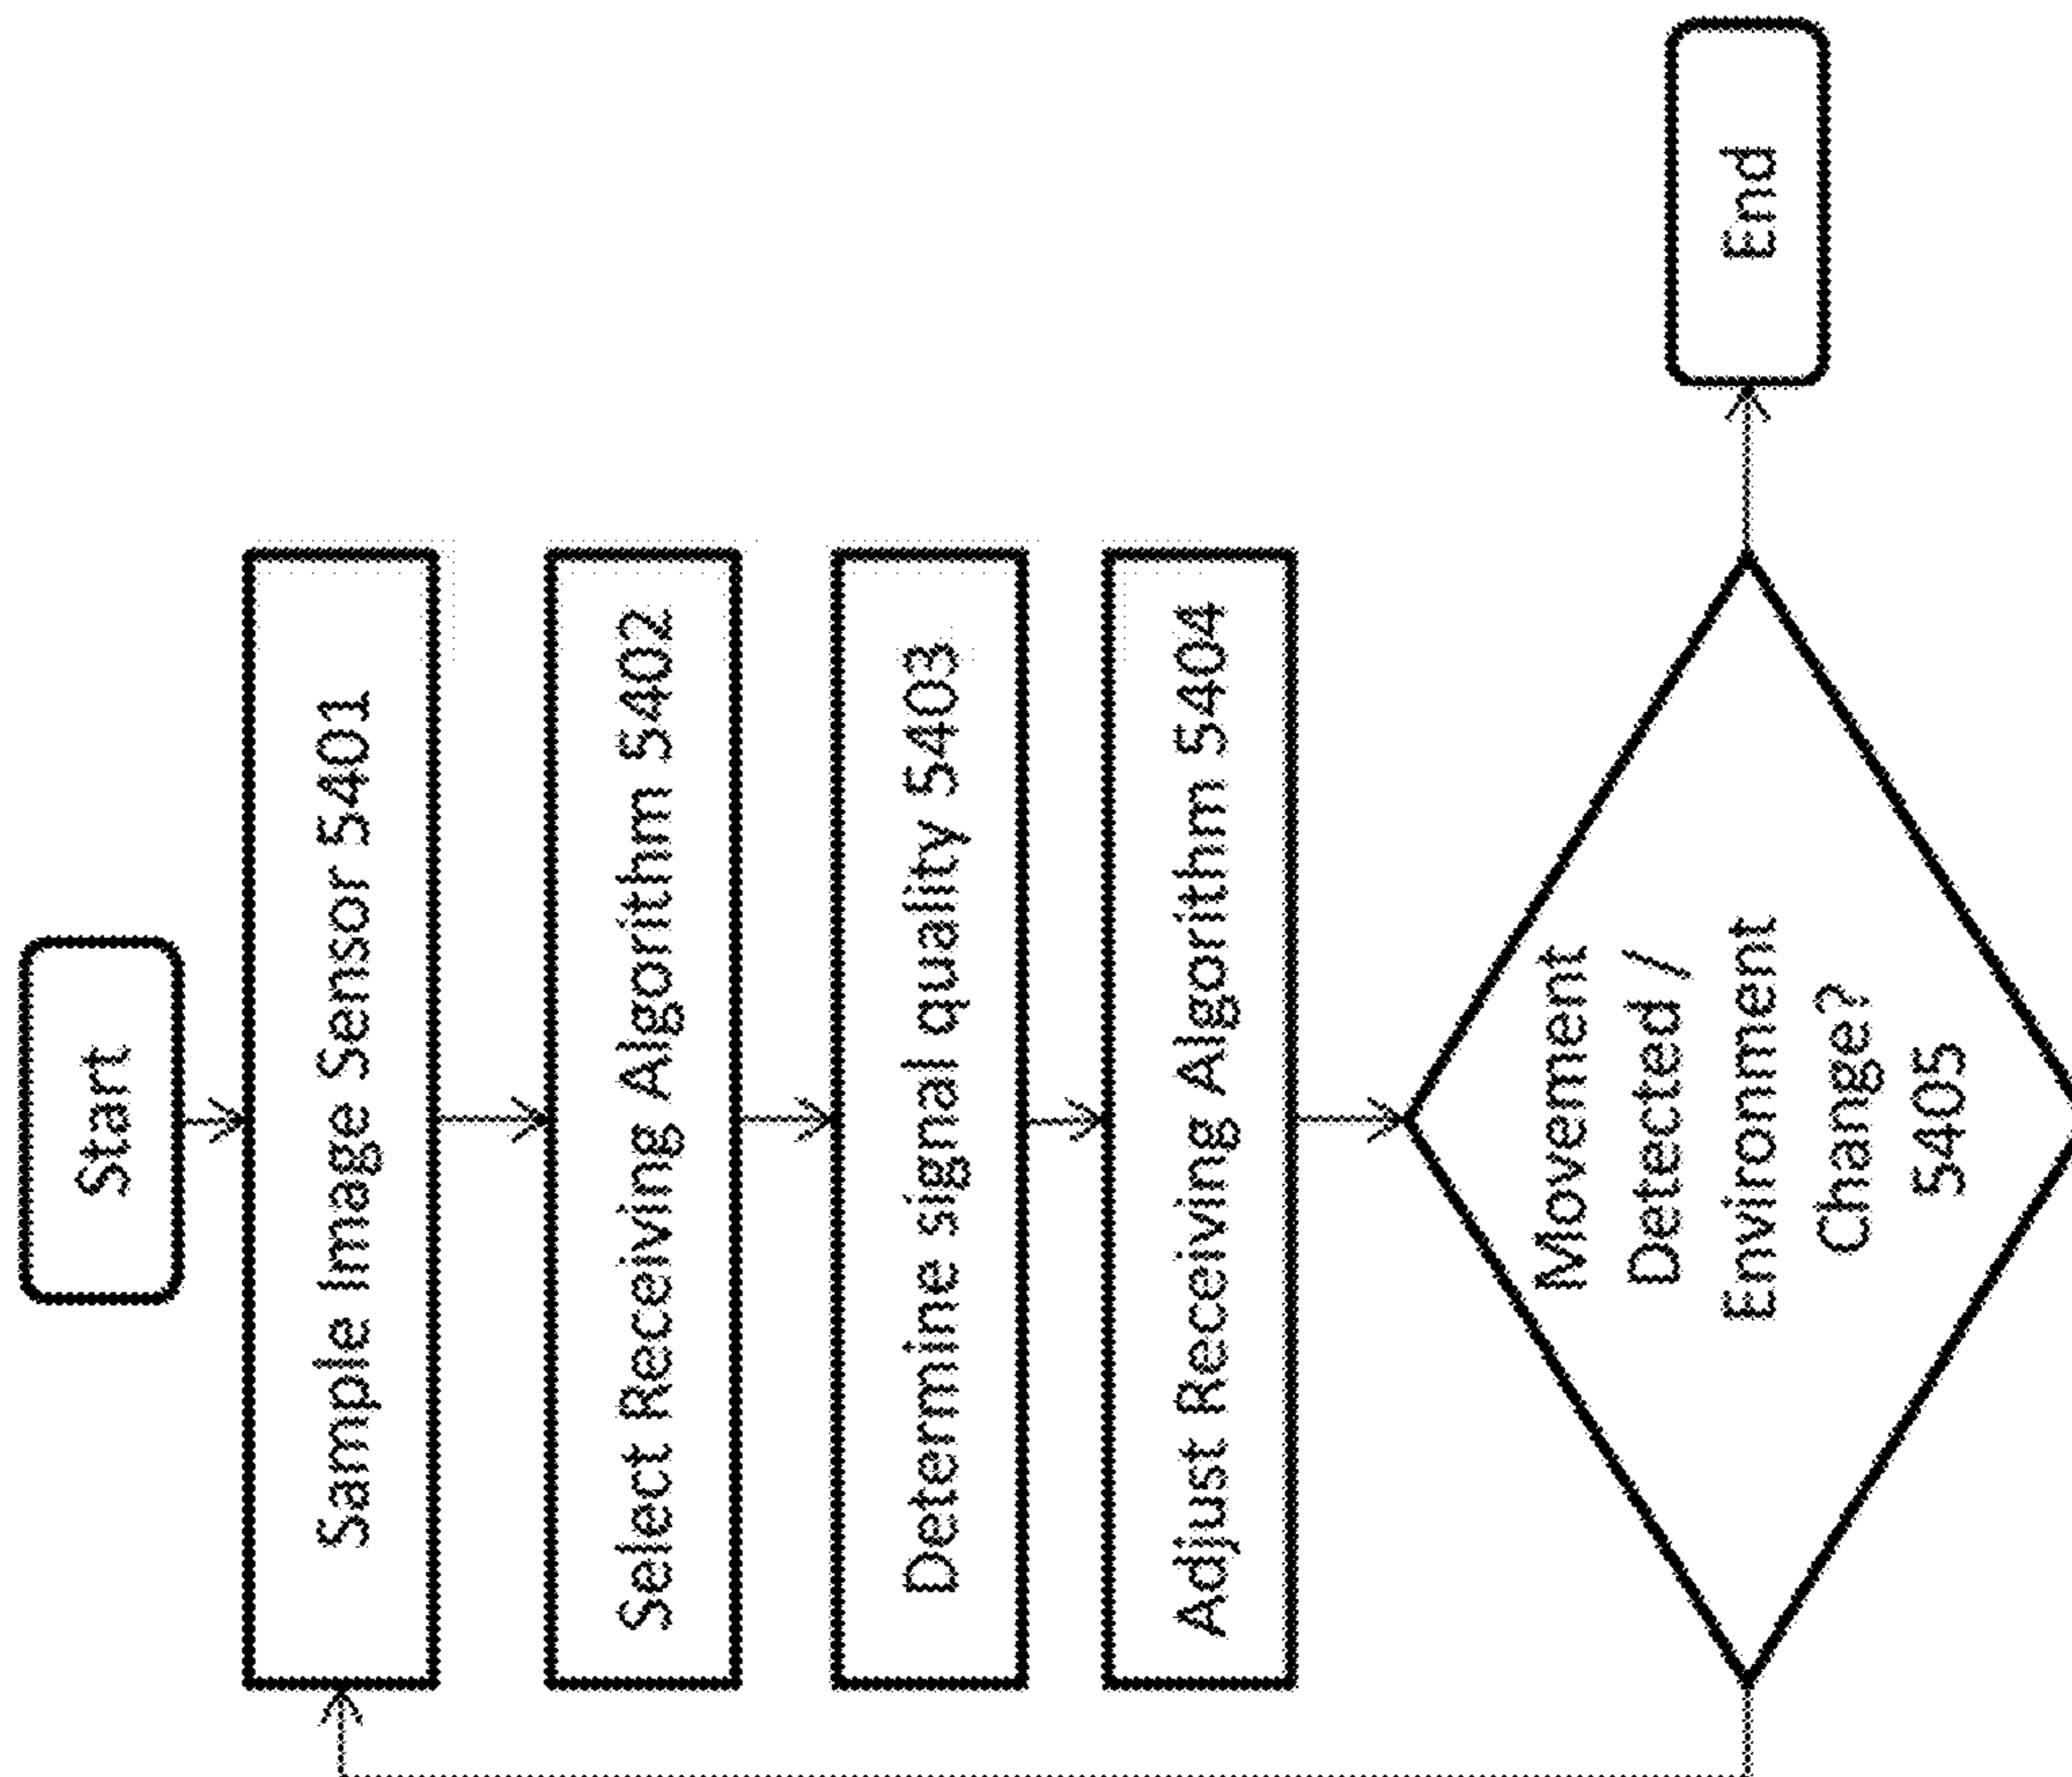 Start
Sample Image Sensor 5401
Select Receiving Algorithm 5402
Determine signal quality 5403
Adjust Receiving Algorithm 5404
Movement
Detected /
Environment
Change?
5405
End